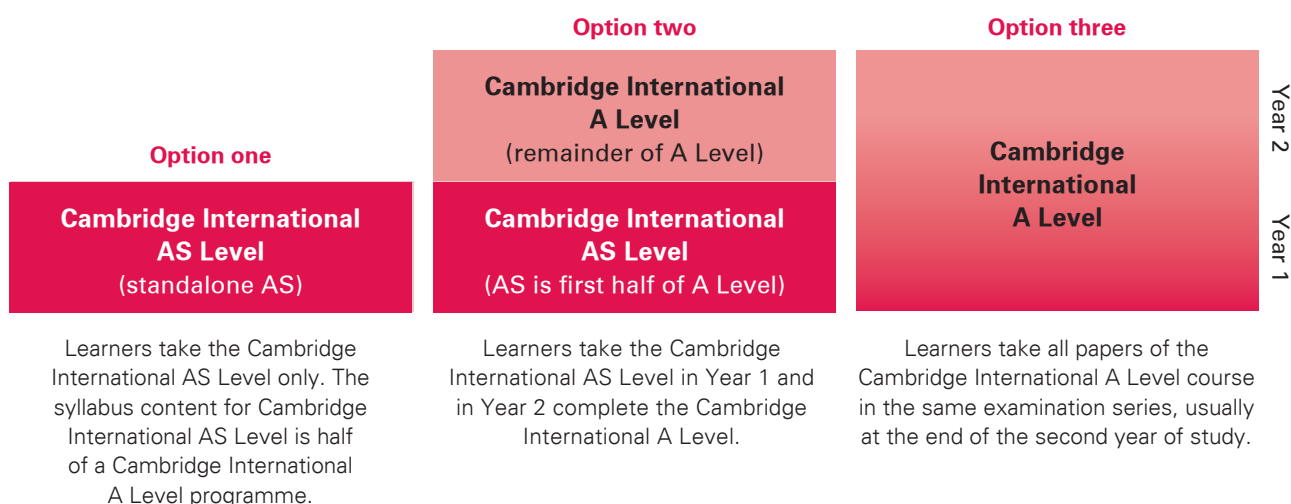 Option one
Cambridge International
AS Level
(standalone AS)
Learners take the Cambridge
International AS Level only. The
syllabus content for Cambridge
International AS Level is half
of a Cambridge International
A Level programme.
Option two
Cambridge International
A Level
(remainder of A Level)
Cambridge International
AS Level
(AS is first half of A Level)
Learners take the Cambridge
International AS Level in Year 1 and
in Year 2 complete the Cambridge
International A Level.
Option three
Cambridge
International
A Level
Learners take all papers of the
Cambridge International A Level course
in the same examination series, usually
at the end of the second year of study.
Year 2
Year 1